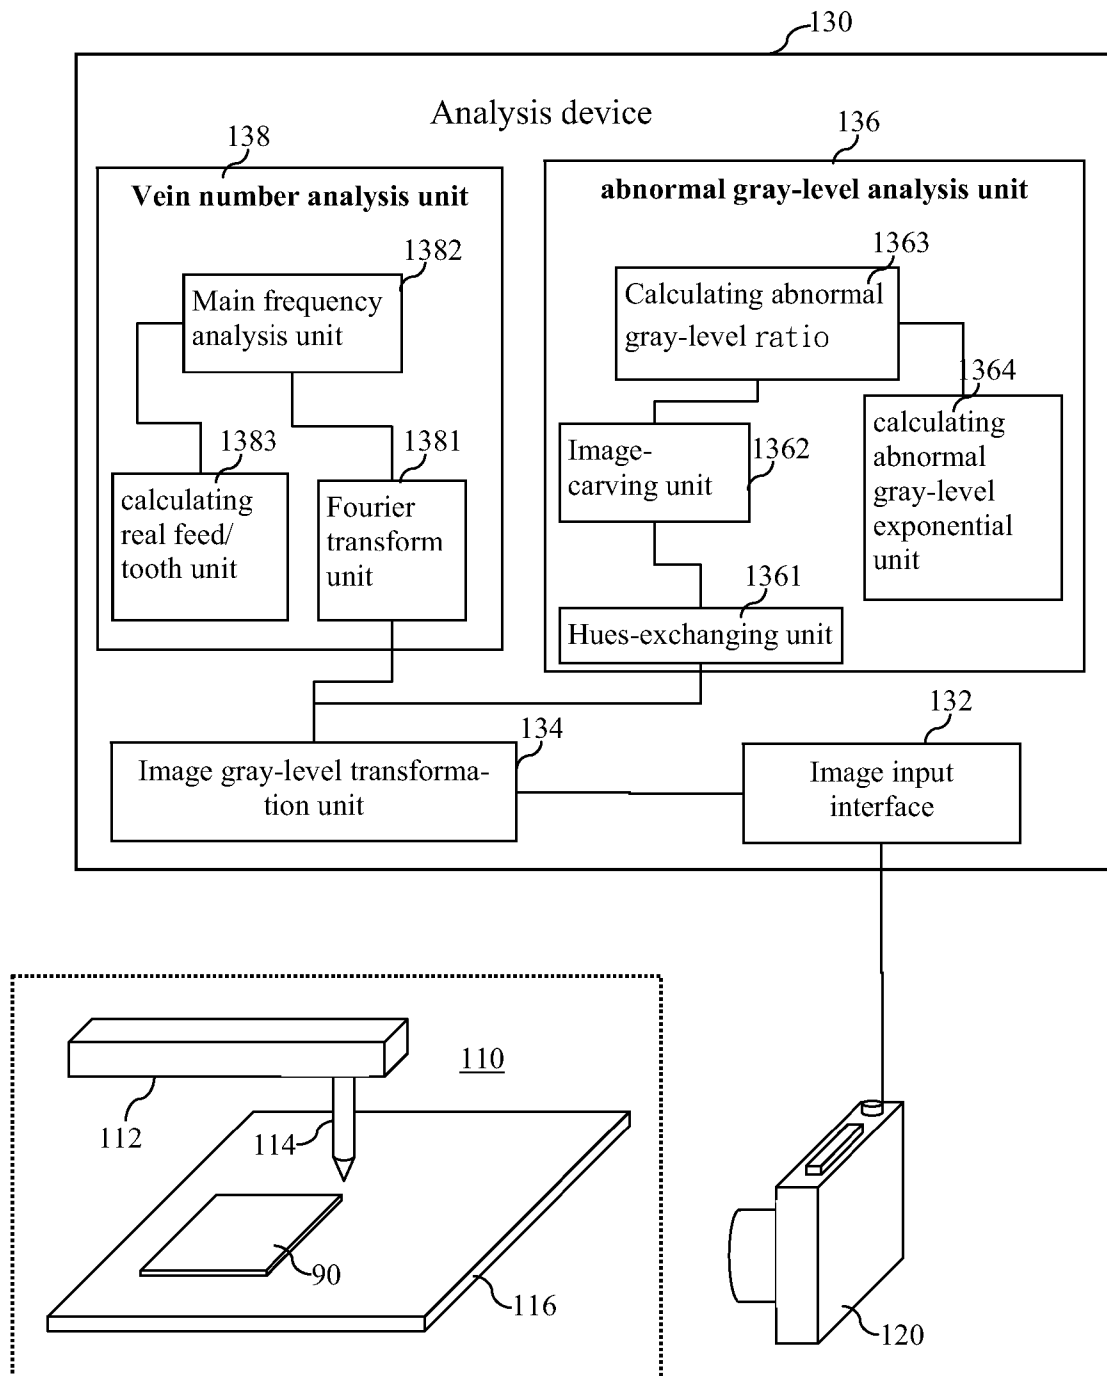 130
Analysis device
138
136
Vein number analysis unit
abnormal gray-level analysis unit
1382
Main frequency
analysis unit
1363
Calculating abnormal
gray-level ratio
1364
calculating
abnormal
gray-level
exponential
unit
1383
calculating
real feed/
tooth unit
1381
Fourier
transform
unit
1362
Image-
carving unit
1361
Hues-exchanging unit
134
Image gray-level transforma-
tion unit
132
Image input
interface
110
112
114
90
116
120